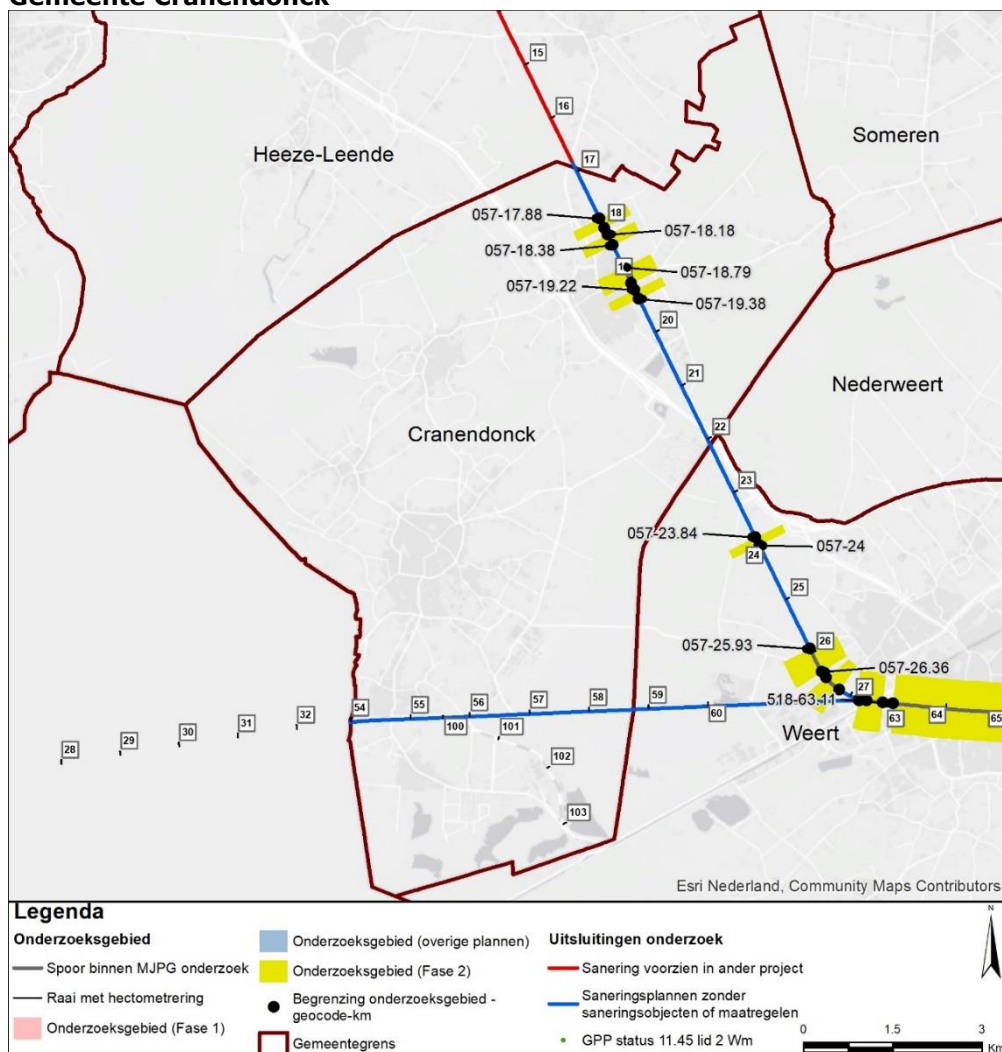 Gemeente Cranendonck
15
16
Someren
Heeze-Leende
17
057-17.88
18
057-18.18
057-18.38
057-18.79
057-19.22
057-19.38
20
21
Nederweert
Cranendonck
22
23
057-23.84
057-24
24
25
057-25.93
26
057-26.36
27
518-63.11
54
55
56
57
58
59
60
63
64
65
Weert
28
29
30
31
32
100
101
102
103
Esri Nederland, Community Maps Contributors
Legenda
Onderzoeksgebied
Spoor binnen MJPG onderzoek
Raai met hectometrering
Onderzoeksgebied (Fase 1)
Onderzoeksgebied (overige plannen)
Onderzoeksgebied (Fase 2)
Begrenzing onderzoeksgebied -
geocode-km
Gemeentegrens
Uitsluitingen onderzoek
Sanering voorzien in ander project
Saneringsplannen zonder
saneringsobjecten of maatregelen
GPP status 11.45 lid 2 Wm
N
0 1.5 3
Km